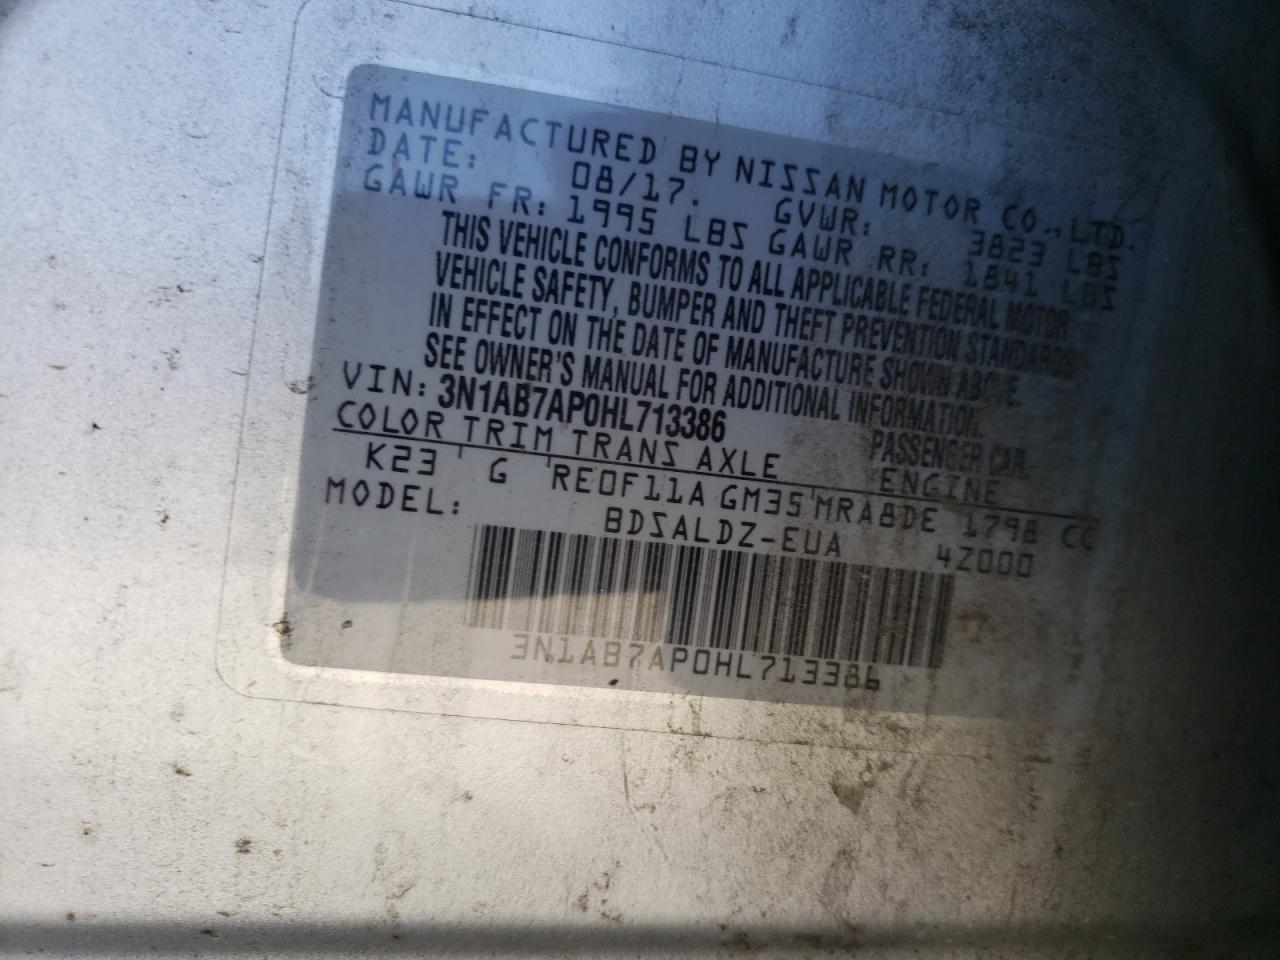 MANUFACTURED BY NISSAN MOTOR CO.,LTD.
DATE: 08/17. GVWR: 3823 LBS
GAWR FR: 1995 LBS GAWR RR: 1841 LBS
THIS VEHICLE CONFORMS TO ALL APPLICABLE FEDERAL MOTOR
VEHICLE SAFETY, BUMPER AND THEFT PREVENTION STANDARDS
IN EFFECT ON THE DATE OF MANUFACTURE SHOWN ABOVE.
SEE OWNER'S MANUAL FOR ADDITIONAL INFORMATION.
VIN: 3N1AB7AP0HL713386 PASSENGER CAR.
COLOR TRIM TRANS AXLE ENGINE
K23 G RE0F11A GM35 MRA8DE 1798 CC
MODEL: BDSALDZ-EUA 4Z000
3N1AB7AP0HL713386